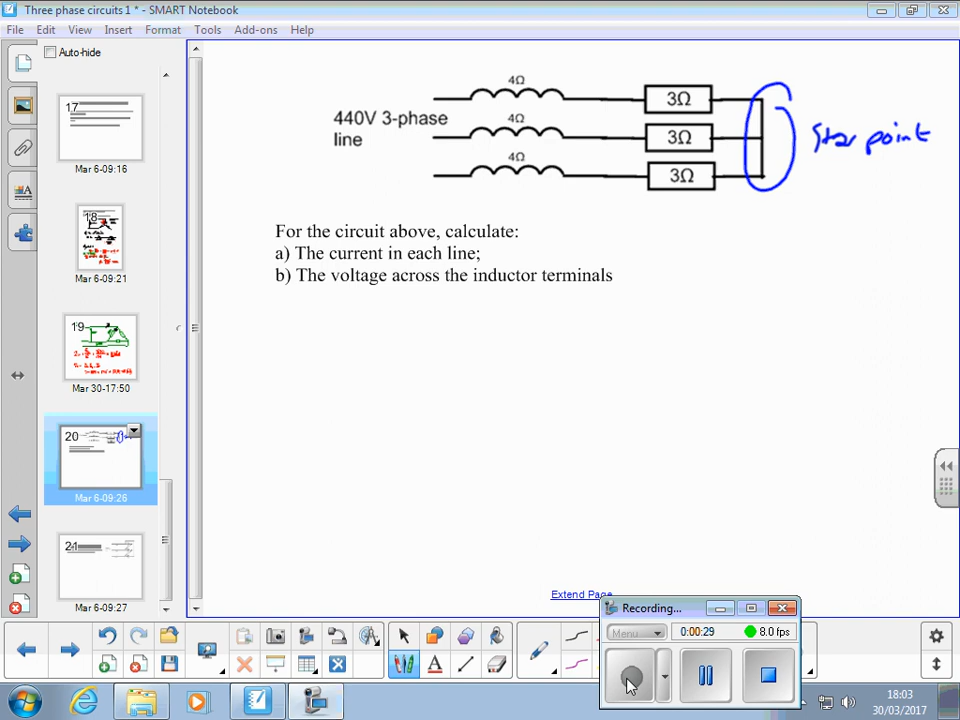 Three phase circuits 1 * - SMART Notebook
File Edit View Insert Format Tools Add-ons Help
Auto-hide
17
Mar 6-09:16
18
Mar 6-09:21
19
Mar 30-17:50
20
Mar 6-09:26
21
Mar 6-09:27
4Ω
3Ω
440V 3-phase
line
4Ω
3Ω
4Ω
3Ω
Star point
For the circuit above, calculate:
a) The current in each line;
b) The voltage across the inductor terminals
Extend Page
Recording...
Menu
0:00:29
8.0 fps
A
18:03
30/03/2017